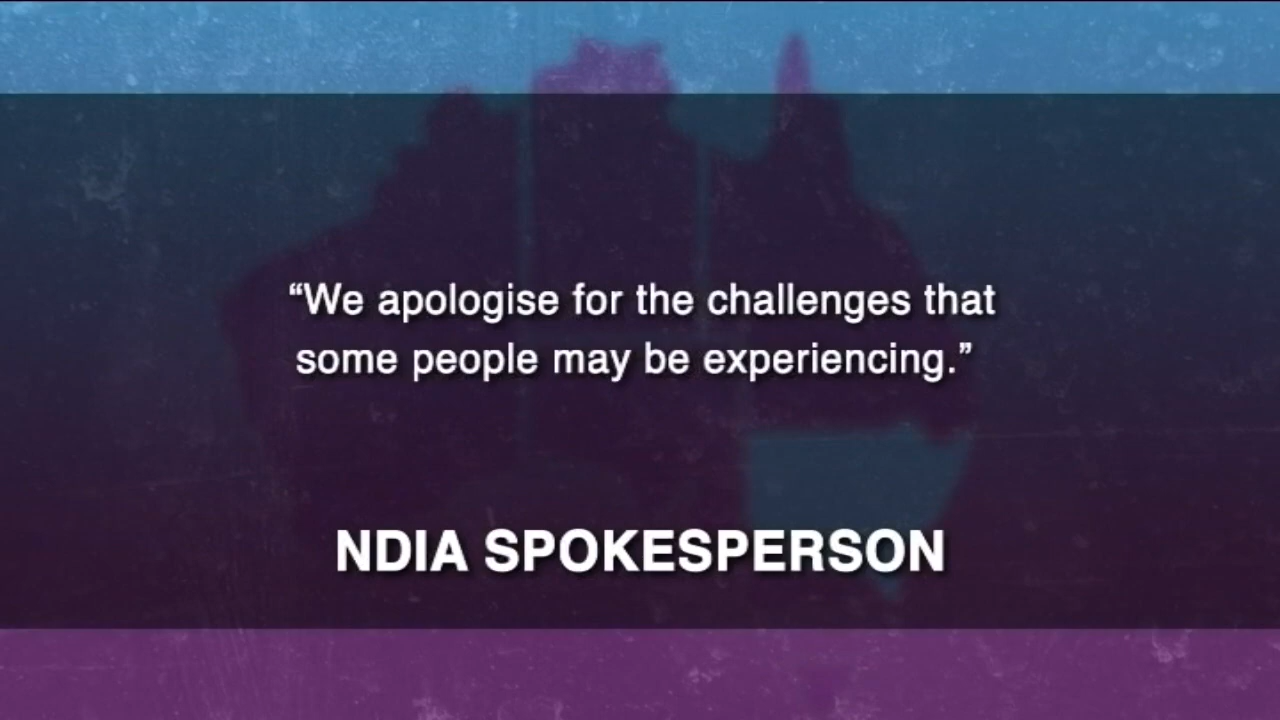 “We apologise for the challenges that
some people may be experiencing.”
NDIA SPOKESPERSON